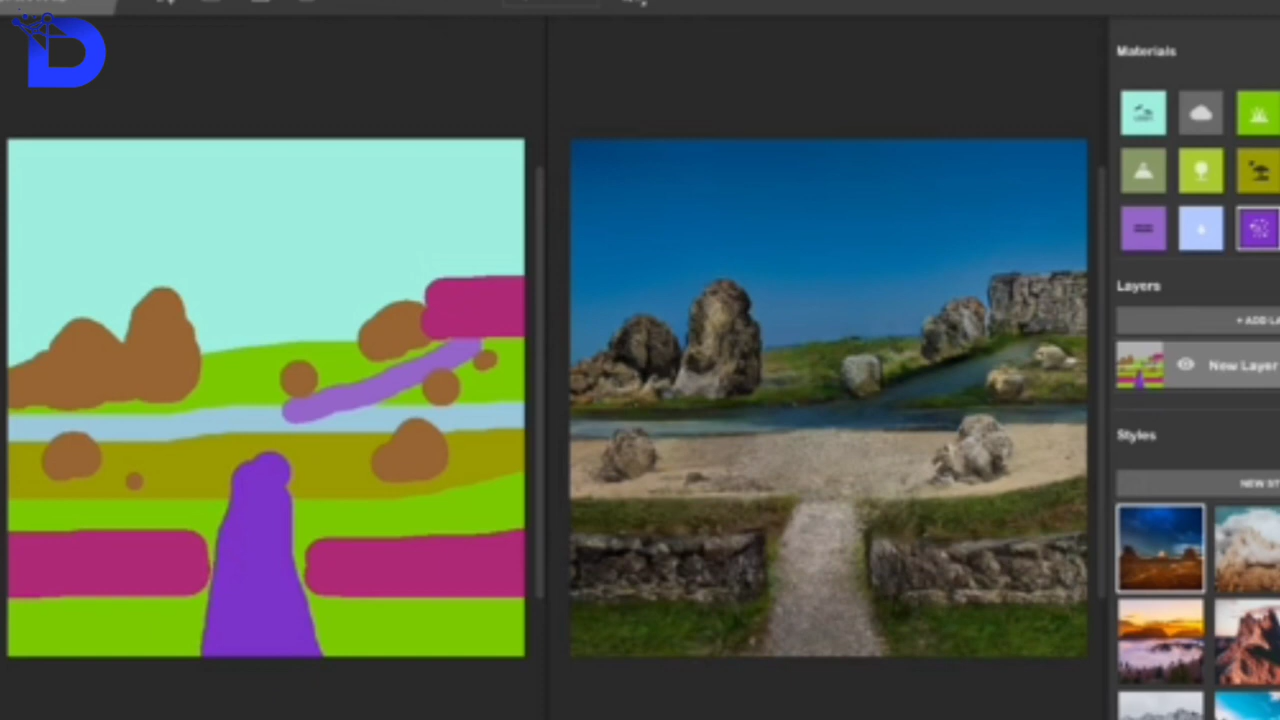 D
Materials
Layers
+ ADD LA
New Layer
Styles
NEW ST